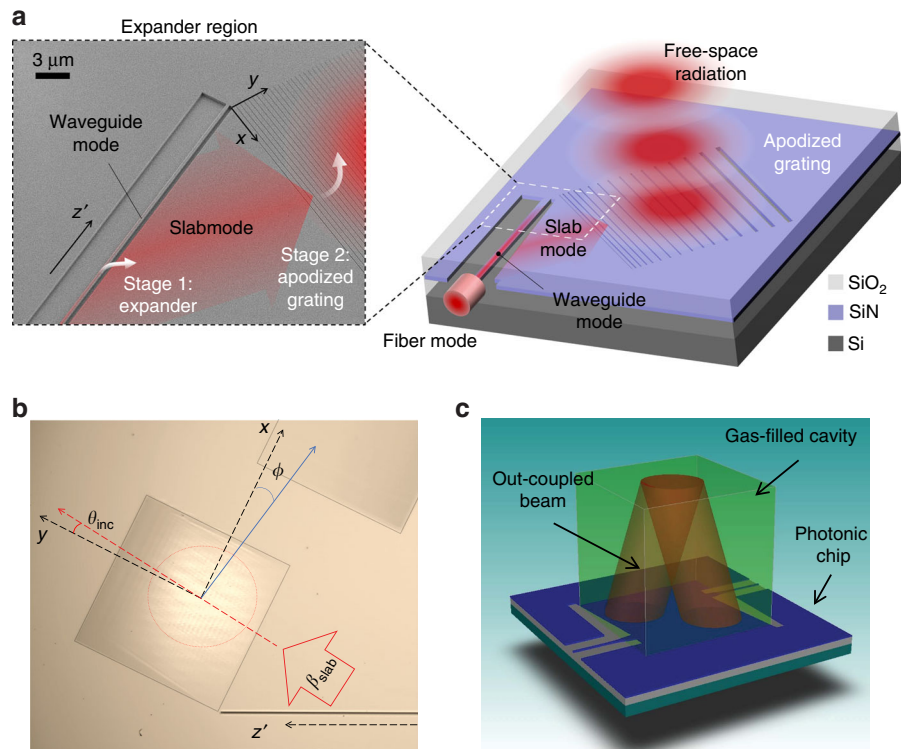 a
Expander region
3 μm
y
x
Waveguide
mode
z′
Slabmode
Stage 1:
expander
Stage 2:
apodized
grating
Free-space
radiation
Apodized
grating
Slab
mode
Waveguide
mode
Fiber mode
SiO₂
SiN
Si
b
x
ϕ
θinc
y
βslab
z′
c
Gas-filled cavity
Out-coupled
beam
Photonic
chip